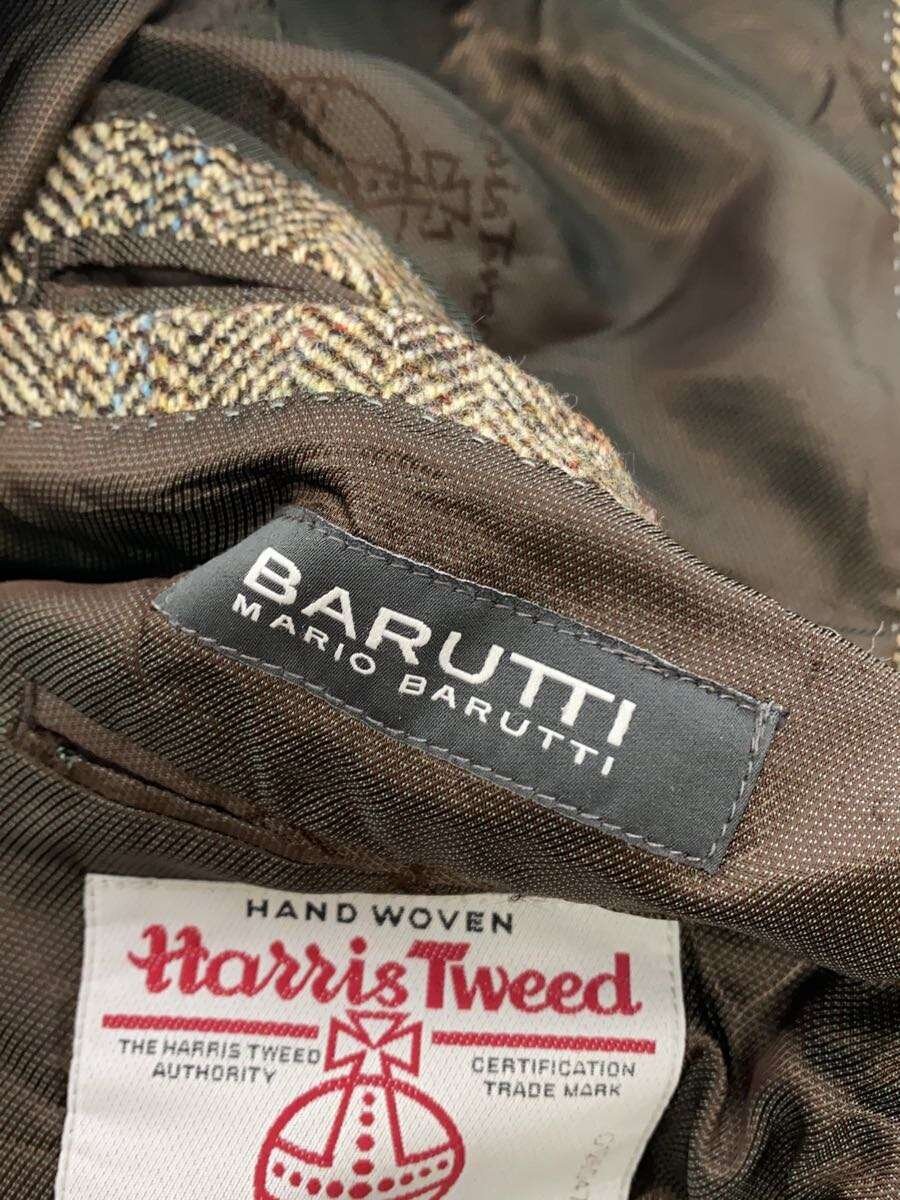 BARUTTI
MARIO BARUTTI
HAND WOVEN
Harris Tweed
THE HARRIS TWEED
AUTHORITY
CERTIFICATION
TRADE MARK